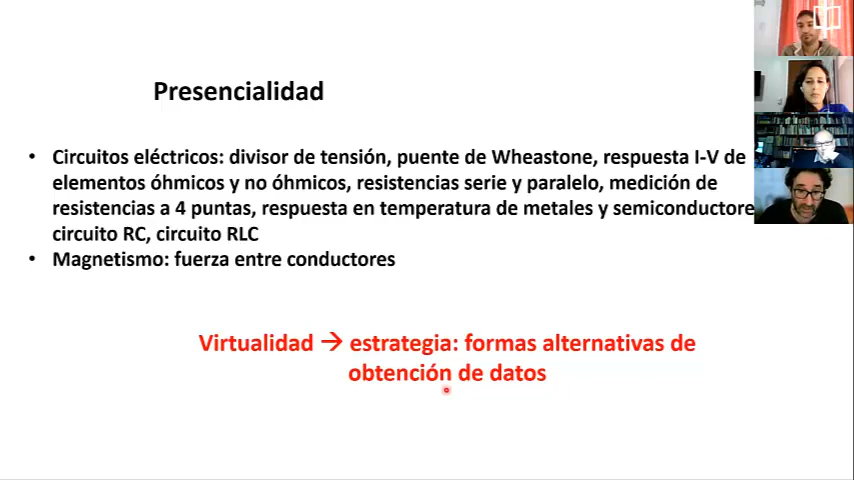 Presencialidad
• Circuitos eléctricos: divisor de tensión, puente de Wheastone, respuesta I-V de
elementos óhmicos y no óhmicos, resistencias serie y paralelo, medición de
resistencias a 4 puntas, respuesta en temperatura de metales y semiconductore
circuito RC, circuito RLC
• Magnetismo: fuerza entre conductores
Virtualidad → estrategia: formas alternativas de
obtención de datos